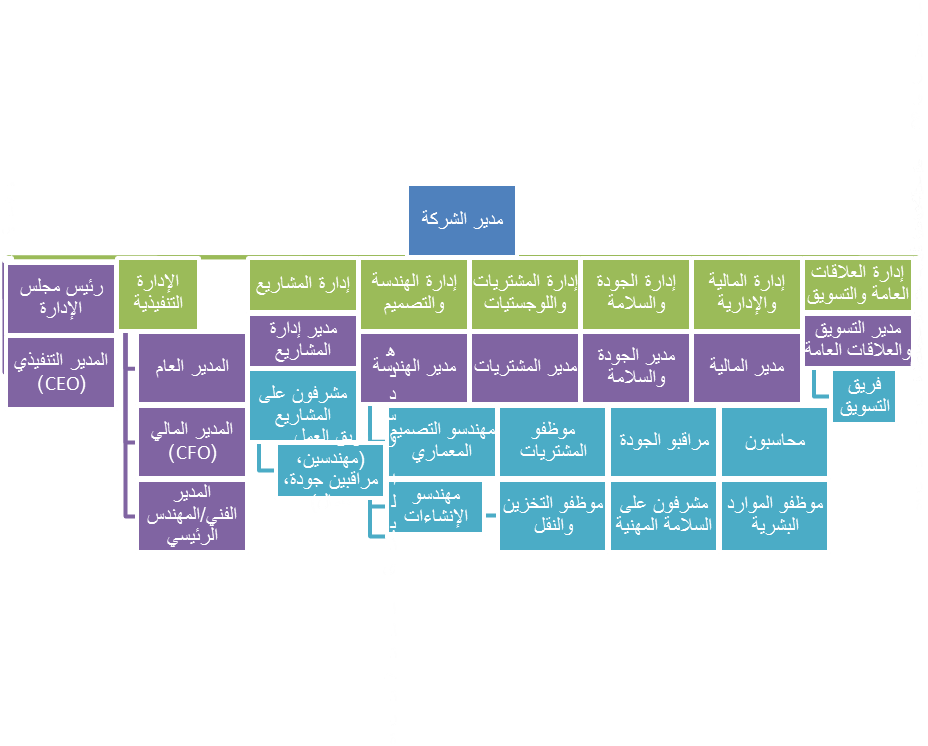 مدير الشركة
إدارة العلاقات
العامة والتسويق
مدير التسويق
والعلاقات العامة
فريق
التسويق
إدارة المالية
والإدارية
مدير المالية
محاسبون
موظفو الموارد
البشرية
إدارة الجودة
والسلامة
مدير الجودة
والسلامة
مراقبو الجودة
مشرفون على
السلامة المهنية
إدارة المشتريات
واللوجستيات
مدير المشتريات
موظفو
المشتريات
موظفو التخزين
والنقل
إدارة الهندسة
والتصميم
مدير الهندسة
مهندسو التصميم
المعماري
مهندسو
الإنشاءات
إدارة المشاريع
مدير إدارة
المشاريع
مشرفون على
المشاريع
العمل
(مهندسين،
مراقبين جودة،
الإدارة
التنفيذية
المدير العام
المدير المالي
(CFO)
المدير
الفني/المهندس
الرئيسي
رئيس مجلس
الإدارة
المدير التنفيذي
(CEO)